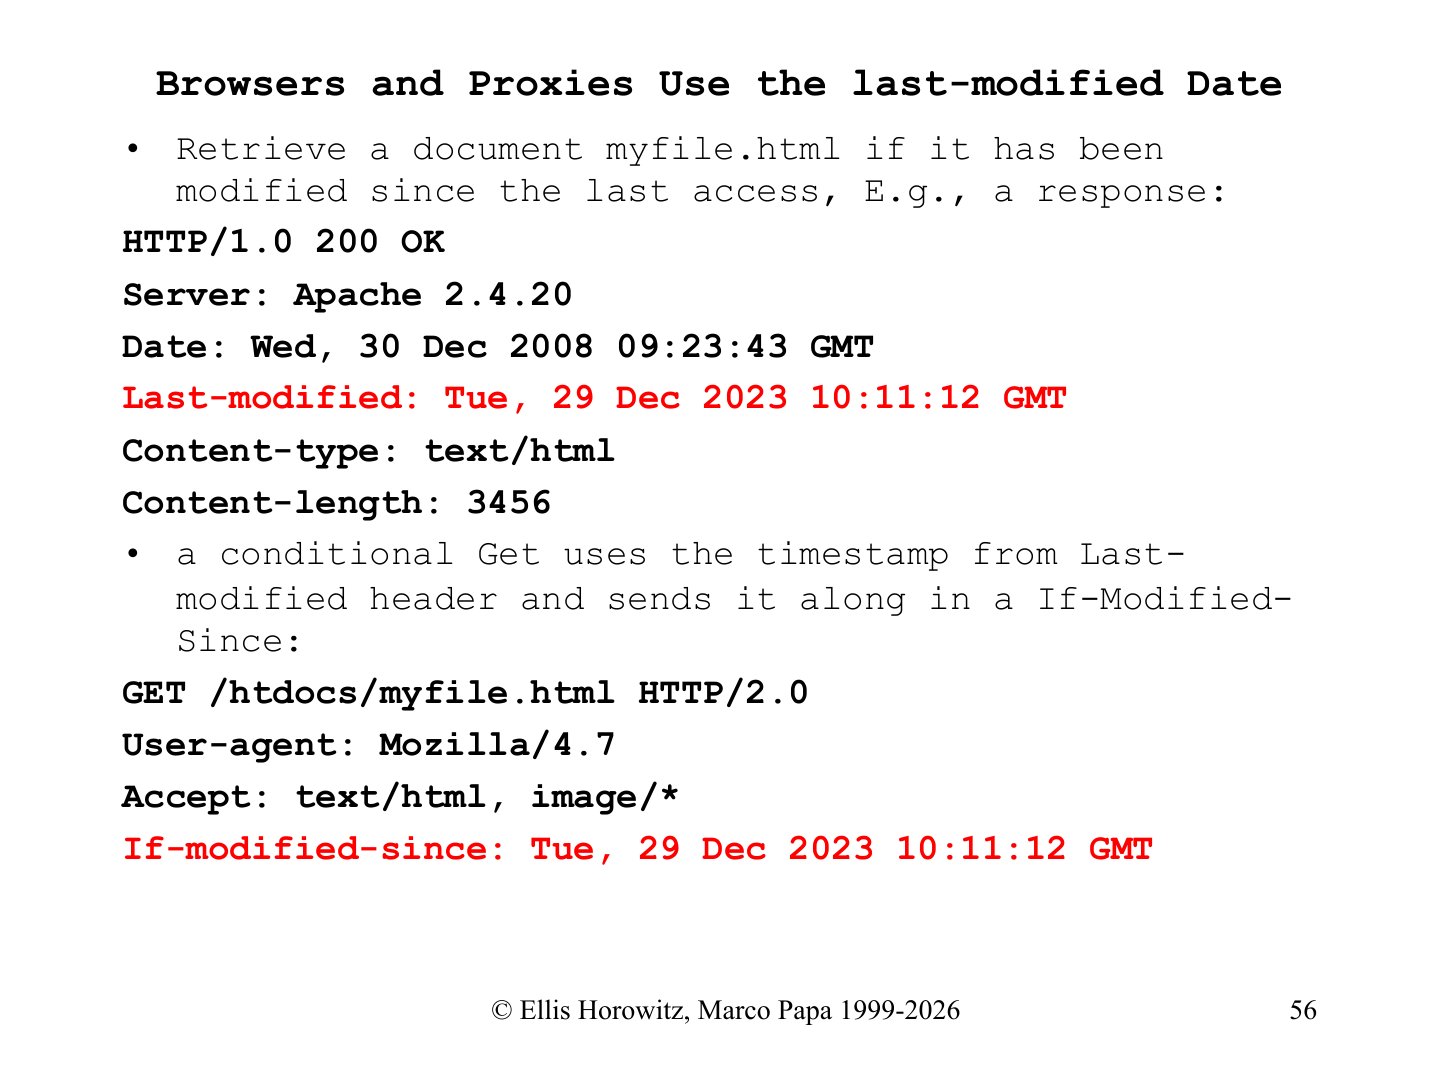 Browsers and Proxies Use the last-modified Date
• Retrieve a document myfile.html if it has been
modified since the last access, E.g., a response:
HTTP/1.0 200 OK
Server: Apache 2.4.20
Date: Wed, 30 Dec 2008 09:23:43 GMT
Last-modified: Tue, 29 Dec 2023 10:11:12 GMT
Content-type: text/html
Content-length: 3456
• a conditional Get uses the timestamp from Last-
modified header and sends it along in a If-Modified-
Since:
GET /htdocs/myfile.html HTTP/2.0
User-agent: Mozilla/4.7
Accept: text/html, image/*
If-modified-since: Tue, 29 Dec 2023 10:11:12 GMT
© Ellis Horowitz, Marco Papa 1999-2026
56